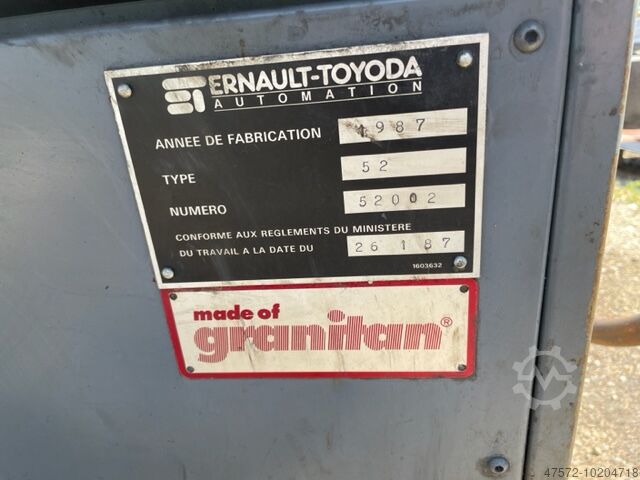 ERNAULT-TOYODA
AUTOMATION
ANNEE DE FABRICATION 1987
TYPE 52
NUMERO 52002
CONFORME AUX REGLEMENTS DU MINISTERE
DU TRAVAIL A LA DATE DU 26 1 87
1603632
made of
granitan®
47572-10204718